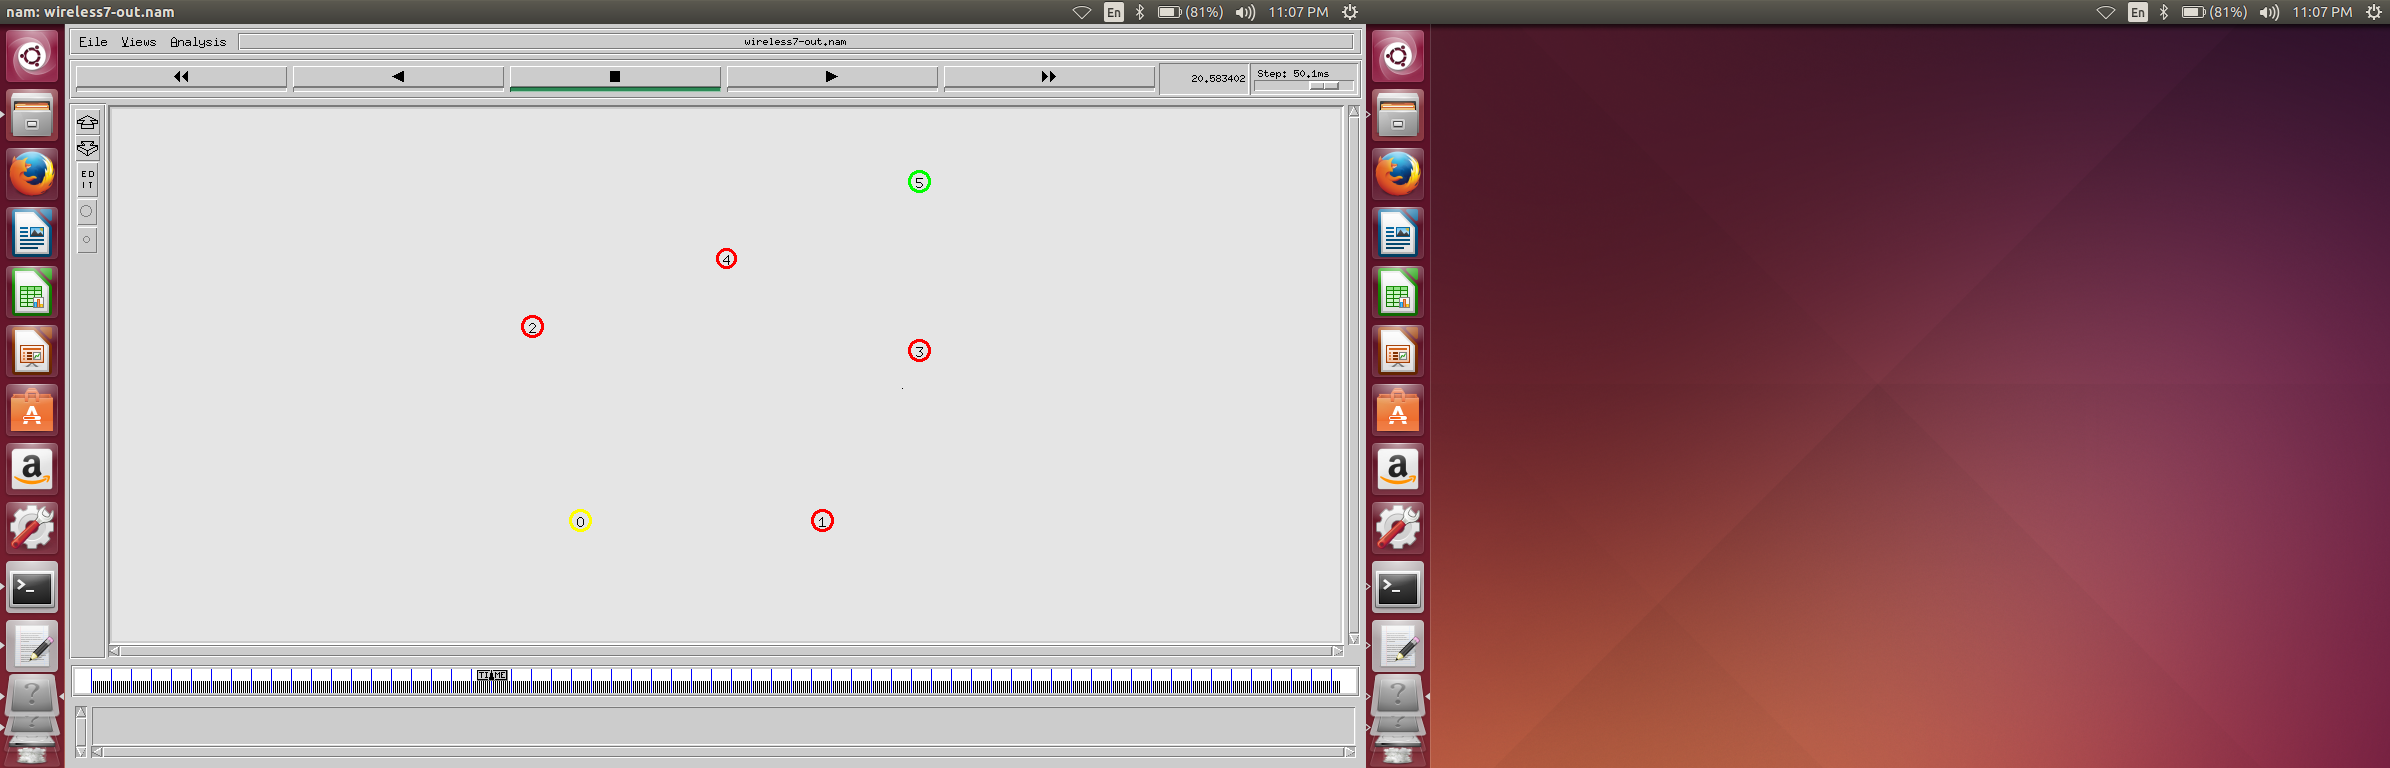 nam: wireless7-out.nam
En (81%) 11:07 PM
En (81%) 11:07 PM
File Views Analysis wireless7-out.nam
20.583402 Step: 50.1ms
ED
IT
5
4
2
3
0
1
TIME